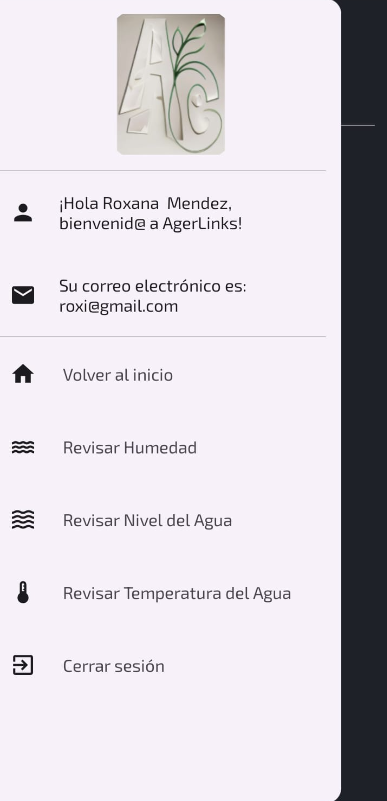 AG
¡Hola Roxana Mendez,
bienvenid@ a AgerLinks!
Su correo electrónico es:
roxi@gmail.com
Volver al inicio
Revisar Humedad
Revisar Nivel del Agua
Revisar Temperatura del Agua
Cerrar sesión